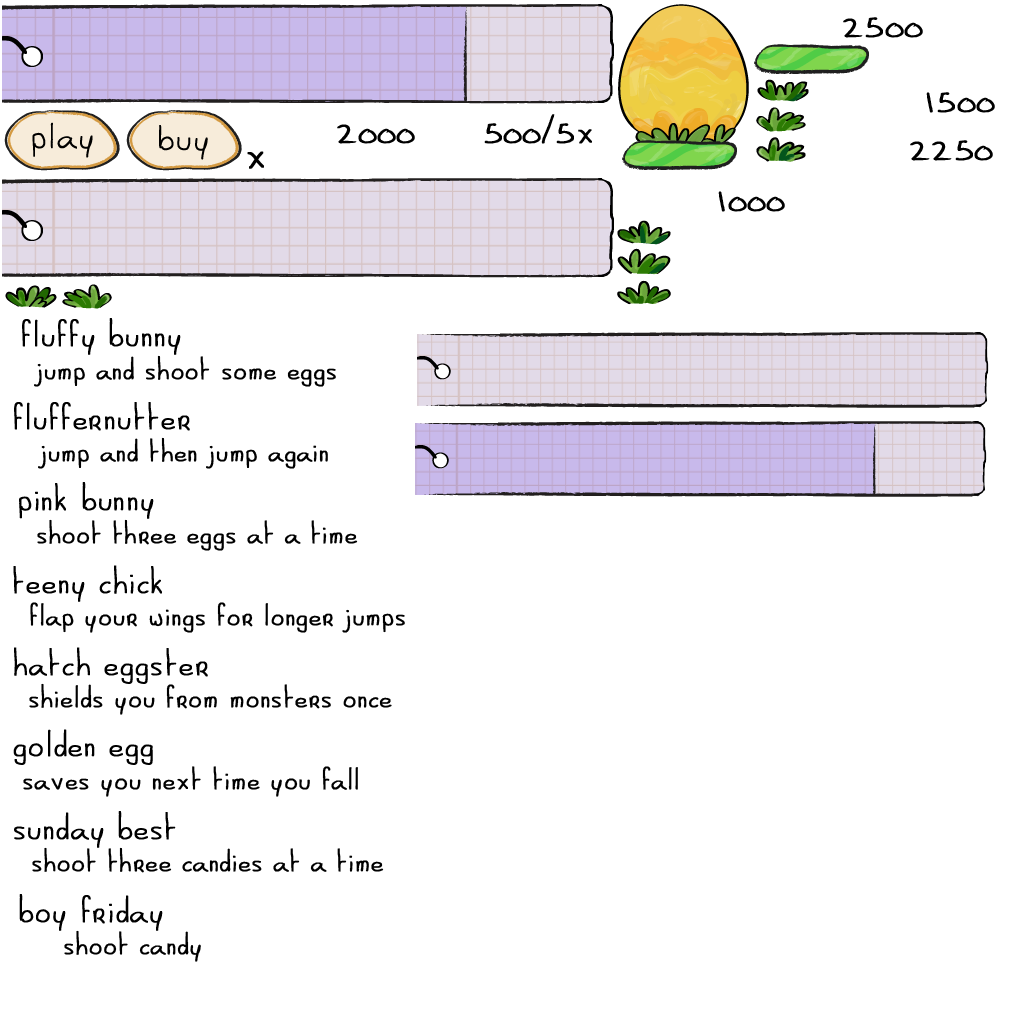 2500
play
buy
x
2000
500/5x
1500
2250
1000
fluffy bunny
jump and shoot some eggs
fluffernutter
jump and then jump again
pink bunny
shoot three eggs at a time
teeny chick
flap your wings for longer jumps
hatch eggster
shields you from monsters once
golden egg
saves you next time you fall
sunday best
shoot three candies at a time
boy friday
shoot candy